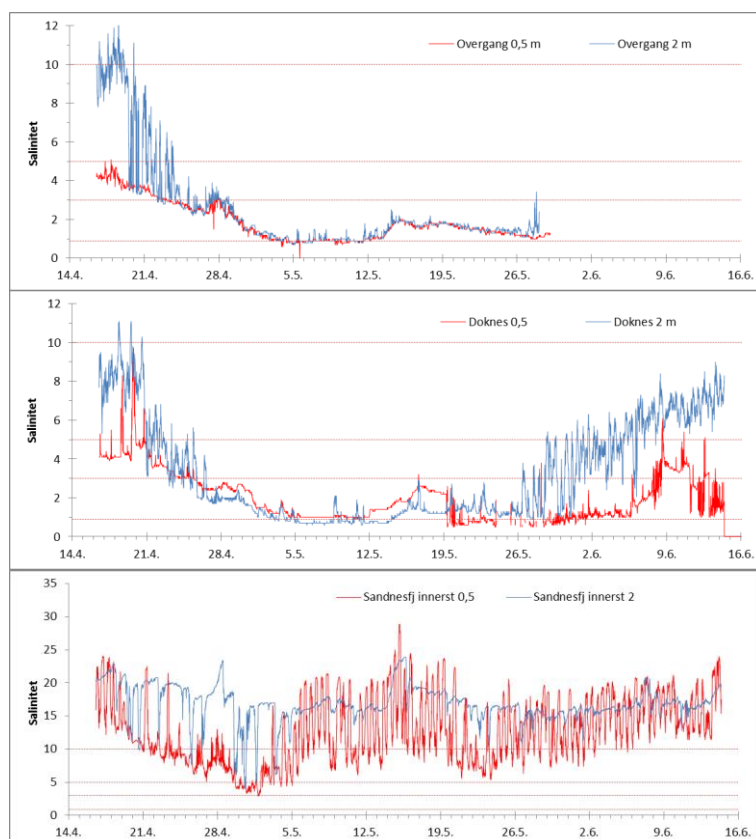 Overgang 0,5 m Overgang 2 m
12
10
8
6
4
2
0
Salinitet
14.4. 21.4. 28.4. 5.5. 12.5. 19.5. 26.5. 2.6. 9.6. 16.6.
Doknes 0,5 Doknes 2 m
12
10
8
6
4
2
0
Salinitet
14.4. 21.4. 28.4. 5.5. 12.5. 19.5. 26.5. 2.6. 9.6. 16.6.
Sandnesfj innerst 0,5 Sandnesfj innerst 2
35
30
25
20
15
10
5
0
Salinitet
14.4. 21.4. 28.4. 5.5. 12.5. 19.5. 26.5. 2.6. 9.6. 16.6.